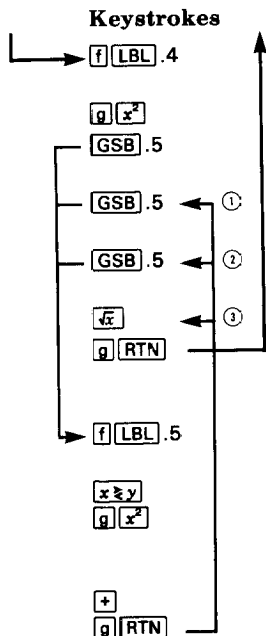 Keystrokes
f LBL .4
g x²
GSB .5
GSB .5 ①
GSB .5 ②
√x ③
g RTN
f LBL .5
x≷y
g x²
+
g RTN